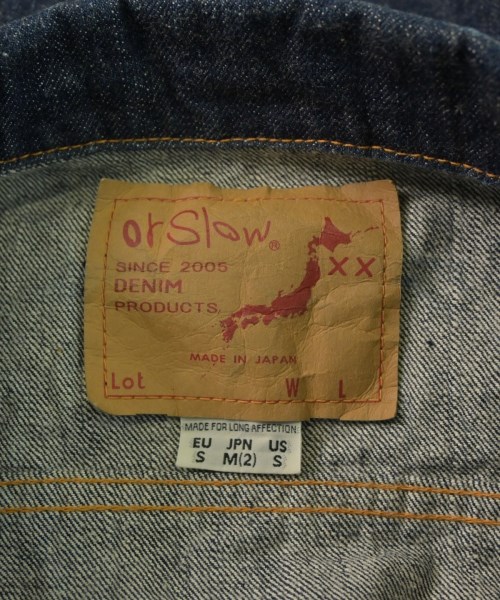 orSlow®
SINCE 2005
DENIM
PRODUCTS
XX
MADE IN JAPAN
Lot W L
MADE FOR LONG AFFECTION
EU JPN US
S M(2) S